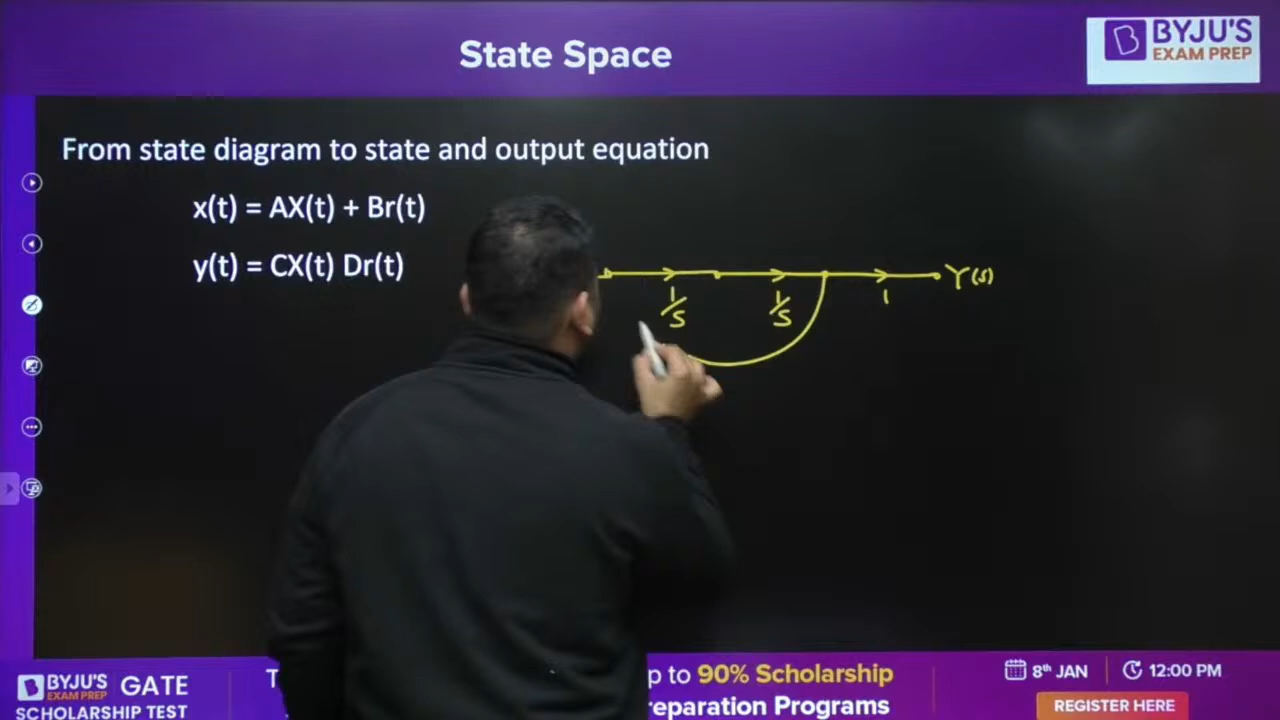 State Space
BYJU'S
EXAM PREP
From state diagram to state and output equation
x(t) = AX(t) + Br(t)
y(t) = CX(t) Dr(t)
1/s 1/s 1 Y(s)
BYJU'S
EXAM PREP
GATE
SCHOLARSHIP TEST
to 90% Scholarship
Programs
8th JAN
12:00 PM
REGISTER HERE